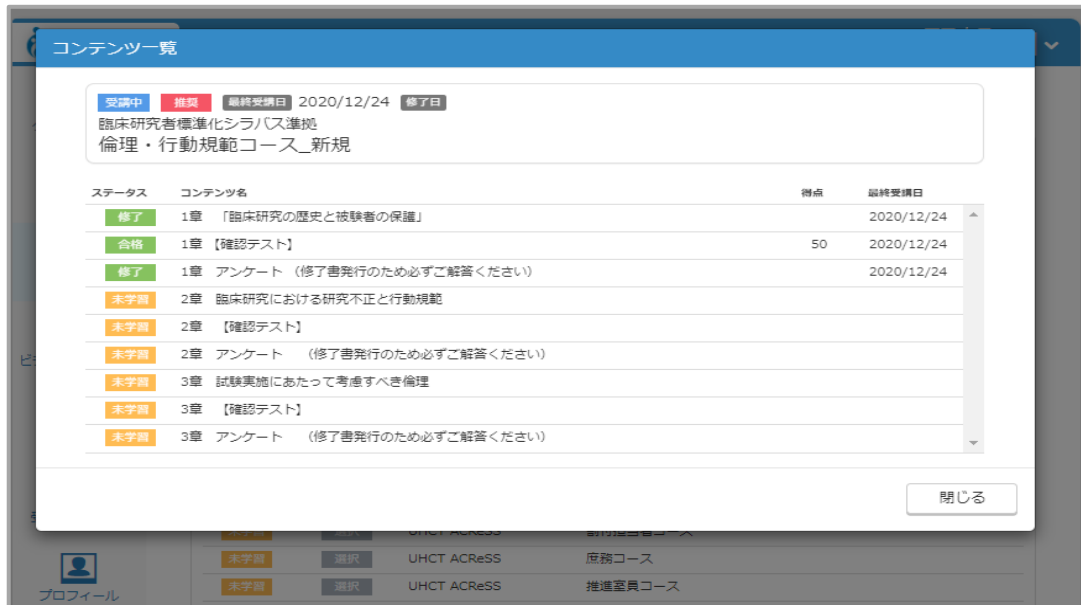 コンテンツ一覧
受講中 推奨 最終受講日 2020/12/24 修了日
臨床研究者標準化シラバス準拠
倫理・行動規範コース_新規
ステータス コンテンツ名 得点 最終受講日
修了 1章 「臨床研究の歴史と被験者の保護」 2020/12/24
合格 1章 【確認テスト】 50 2020/12/24
修了 1章 アンケート （修了書発行のため必ずご解答ください） 2020/12/24
未学習 2章 臨床研究における研究不正と行動規範
未学習 2章 【確認テスト】
未学習 2章 アンケート （修了書発行のため必ずご解答ください）
未学習 3章 試験実施にあたって考慮すべき倫理
未学習 3章 【確認テスト】
未学習 3章 アンケート （修了書発行のため必ずご解答ください）
閉じる
未学習 選択 UHCT ACReSS
未学習 選択 UHCT ACReSS 庶務コース
未学習 選択 UHCT ACReSS 推進室員コース
プロフィール